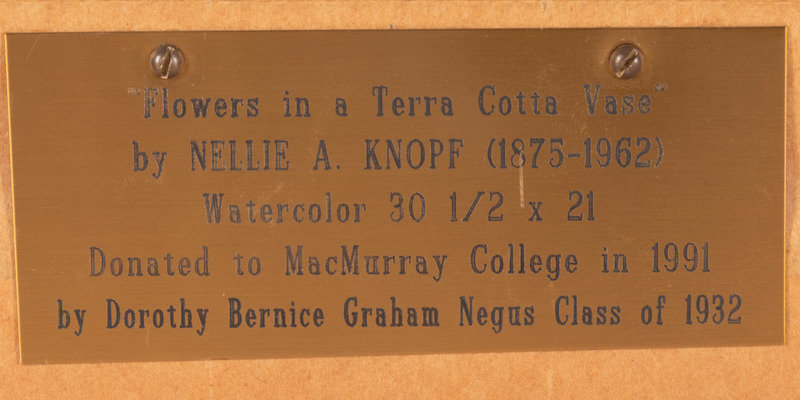 "Flowers in a Terra Cotta Vase"
by NELLIE A. KNOPF (1875-1962)
Watercolor 30 1/2 x 21
Donated to MacMurray College in 1991
by Dorothy Bernice Graham Negus Class of 1932